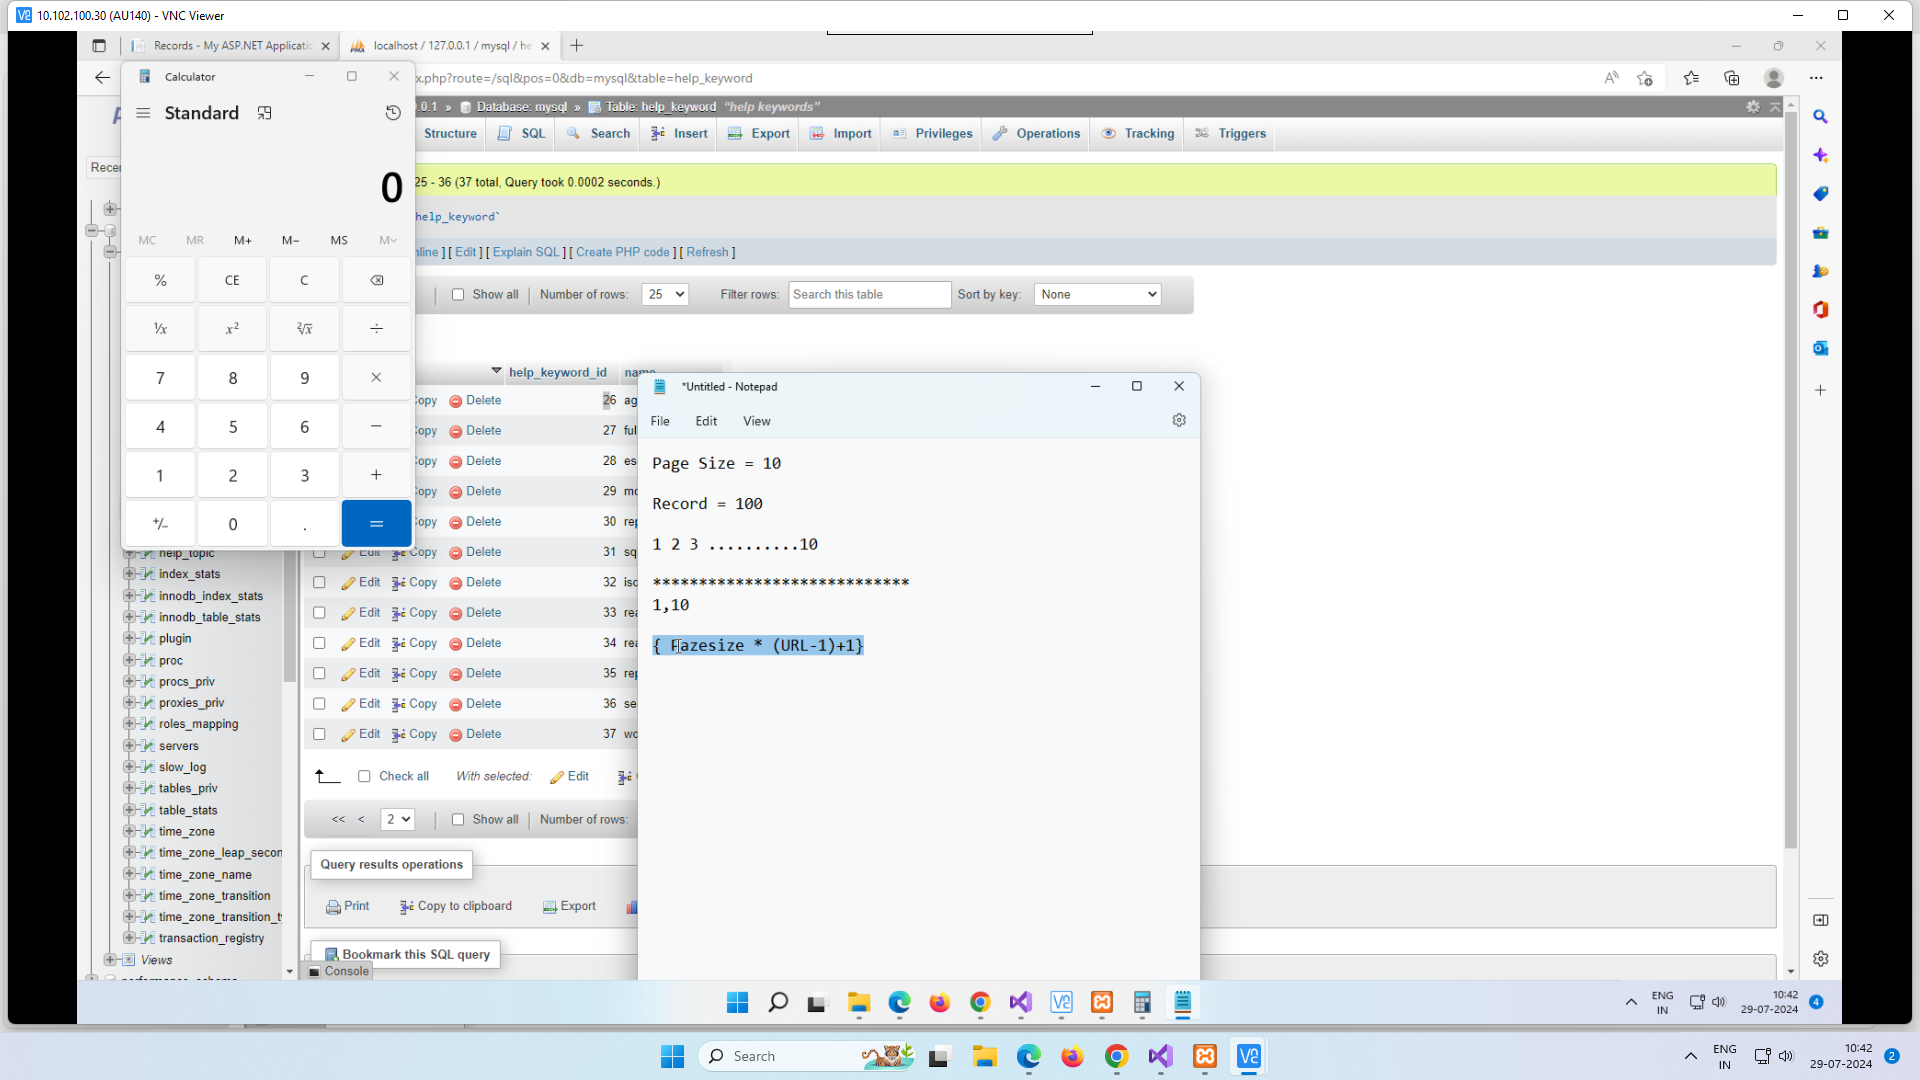 10.102.100.30 (AU140) - VNC Viewer
Records - My ASP.NET Applicatio
localhost / 127.0.0.1 / mysql / he
.php?route=/sql&pos=0&db=mysql&table=help_keyword
Calculator
Standard
0
MC MR M+ M− MS M
% CE C
1/x x² ²√x ÷
7 8 9 ×
4 5 6 −
1 2 3 +
+/− 0 . =
Recen
0.1 » Database: mysql » Table: help_keyword "help keywords"
Structure SQL Search Insert Export Import Privileges Operations Tracking Triggers
25 - 36 (37 total, Query took 0.0002 seconds.)
help_keyword`
nline ] [ Edit ] [ Explain SQL ] [ Create PHP code ] [ Refresh ]
Show all Number of rows: 25 Filter rows: Search this table Sort by key: None
help_keyword_id name
Copy Delete 26 ag
Copy Delete 27 ful
Copy Delete 28 es
Copy Delete 29 mo
Copy Delete 30 rep
Edit Copy Delete 31 sq
Edit Copy Delete 32 iso
Edit Copy Delete 33 rea
Edit Copy Delete 34 rea
Edit Copy Delete 35 rep
Edit Copy Delete 36 se
Edit Copy Delete 37 wo
Check all With selected: Edit
<< < 2 Show all Number of rows:
Query results operations
Print Copy to clipboard Export
Bookmark this SQL query
Console
help_topic
index_stats
innodb_index_stats
innodb_table_stats
plugin
proc
procs_priv
proxies_priv
roles_mapping
servers
slow_log
tables_priv
table_stats
time_zone
time_zone_leap_secon
time_zone_name
time_zone_transition
time_zone_transition_t
transaction_registry
Views
performance_schema
*Untitled - Notepad
File Edit View
Page Size = 10
Record = 100
1 2 3 ..........10
****************************
1,10
{ Pazesize * (URL-1)+1}
ENG
IN
10:42
29-07-2024
4
Search
ENG
IN
10:42
29-07-2024
2